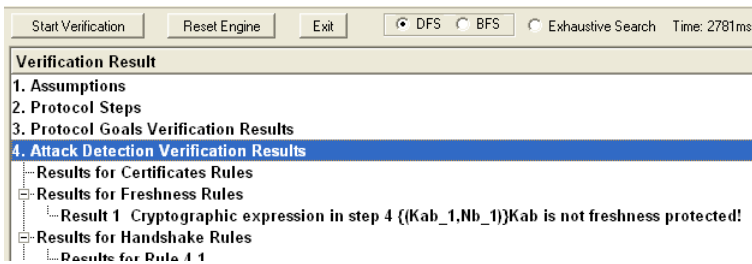 Start Verification Reset Engine Exit DFS BFS Exhaustive Search Time: 2781ms
Verification Result
1. Assumptions
2. Protocol Steps
3. Protocol Goals Verification Results
4. Attack Detection Verification Results
Results for Certificates Rules
Results for Freshness Rules
Result 1 Cryptographic expression in step 4 {(Kab_1,Nb_1)}Kab is not freshness protected!
Results for Handshake Rules
Results for Rule 4.1